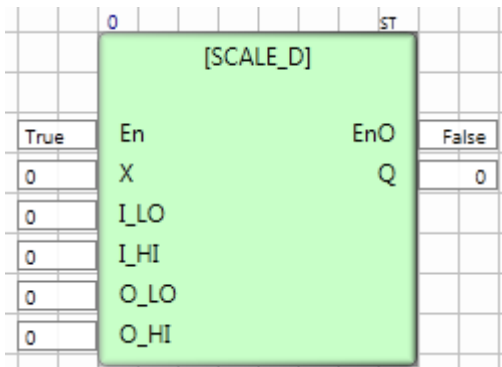 0 ST
[SCALE_D]
True En EnO False
0 X Q 0
0 I_LO
0 I_HI
0 O_LO
0 O_HI